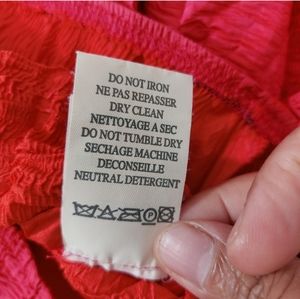 DO NOT IRON
NE PAS REPASSER
DRY CLEAN
NETTOYAGE A SEC
DO NOT TUMBLE DRY
SECHAGE MACHINE
DECONSEILLE
NEUTRAL DETERGENT
P